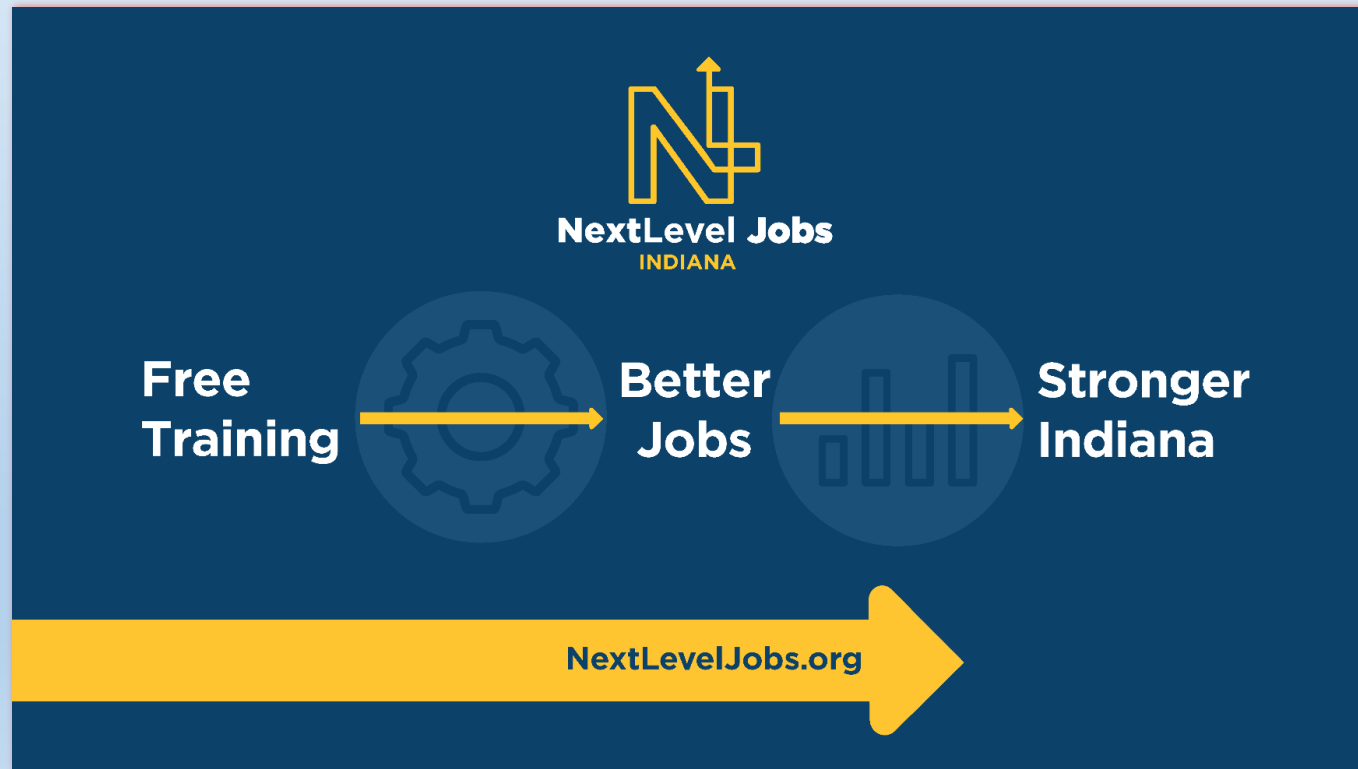 NextLevel Jobs
INDIANA
Free
Training
Better
Jobs
Stronger
Indiana
NextLevelJobs.org